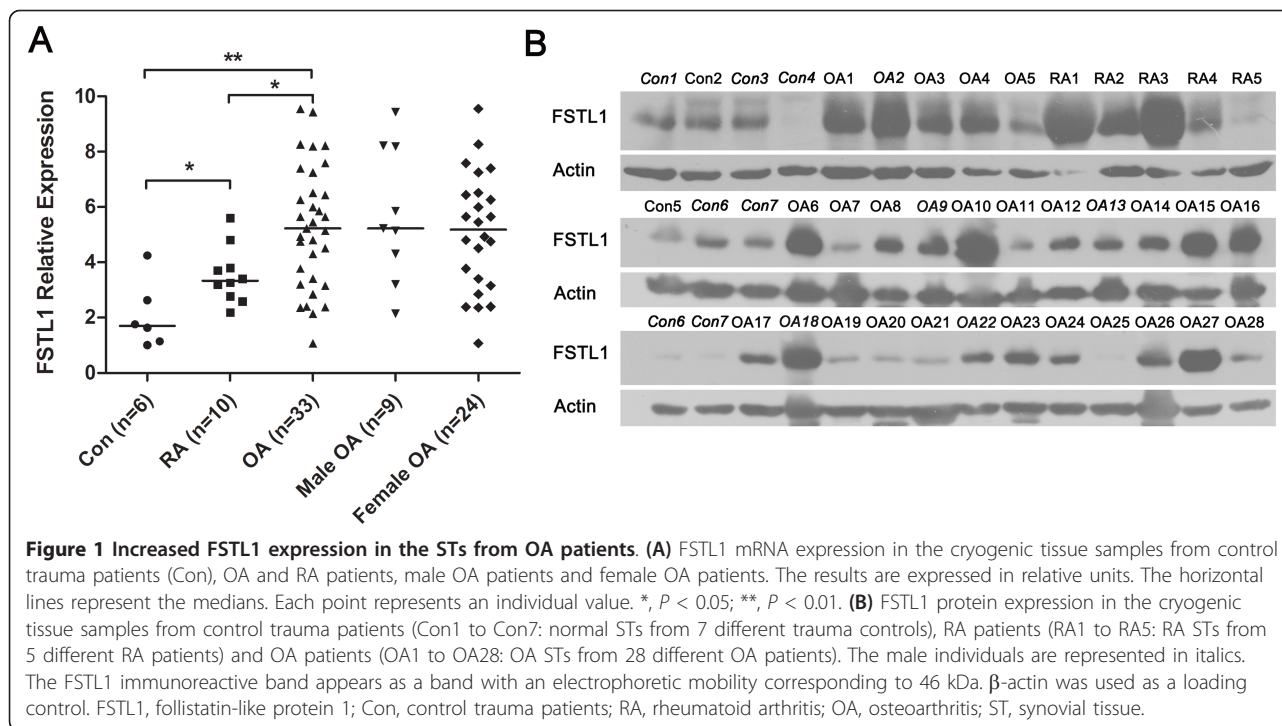 A
**
*
*
10
8
6
4
2
0
FSTL1 Relative Expression
Con (n=6)
RA (n=10)
OA (n=33)
Male OA (n=9)
Female OA (n=24)
B
Con1 Con2 Con3 Con4 OA1 OA2 OA3 OA4 OA5 RA1 RA2 RA3 RA4 RA5
FSTL1
Actin
Con5 Con6 Con7 OA6 OA7 OA8 OA9 OA10 OA11 OA12 OA13 OA14 OA15 OA16
FSTL1
Actin
Con6 Con7 OA17 OA18 OA19 OA20 OA21 OA22 OA23 OA24 OA25 OA26 OA27 OA28
FSTL1
Actin
Figure 1 Increased FSTL1 expression in the STs from OA patients. (A) FSTL1 mRNA expression in the cryogenic tissue samples from control
trauma patients (Con), OA and RA patients, male OA patients and female OA patients. The results are expressed in relative units. The horizontal
lines represent the medians. Each point represents an individual value. *, P < 0.05; **, P < 0.01. (B) FSTL1 protein expression in the cryogenic
tissue samples from control trauma patients (Con1 to Con7: normal STs from 7 different trauma controls), RA patients (RA1 to RA5: RA STs from
5 different RA patients) and OA patients (OA1 to OA28: OA STs from 28 different OA patients). The male individuals are represented in italics.
The FSTL1 immunoreactive band appears as a band with an electrophoretic mobility corresponding to 46 kDa. β-actin was used as a loading
control. FSTL1, follistatin-like protein 1; Con, control trauma patients; RA, rheumatoid arthritis; OA, osteoarthritis; ST, synovial tissue.